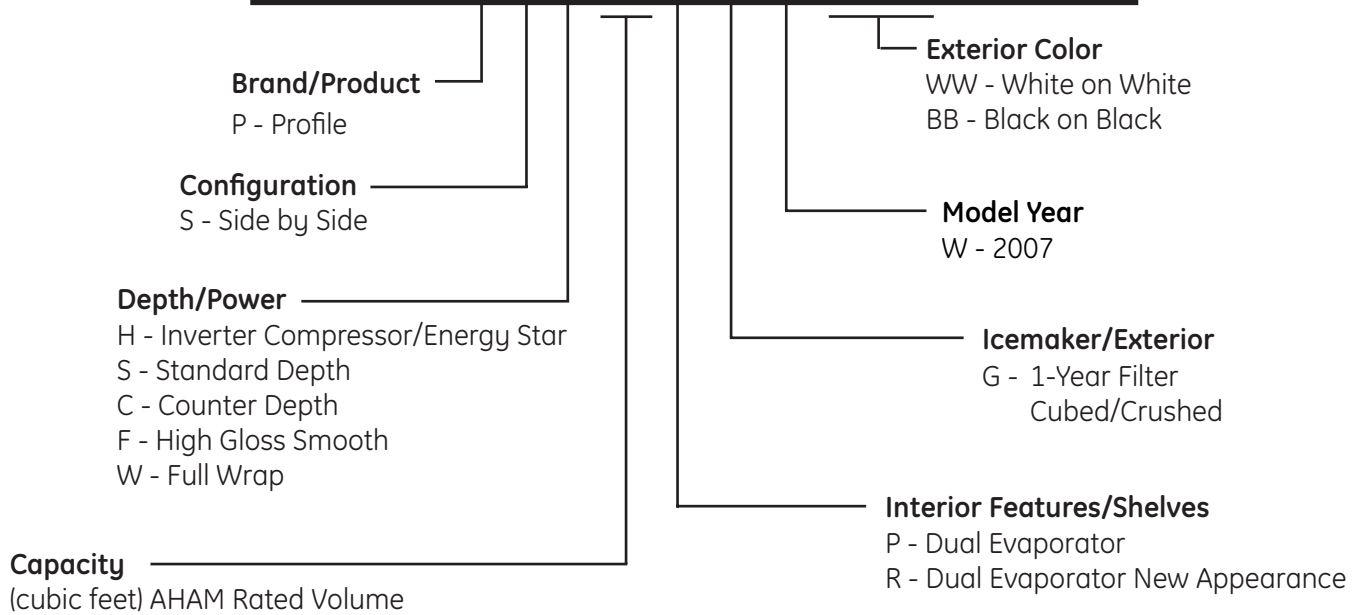 Brand/Product
P - Profile
Configuration
S - Side by Side
Depth/Power
H - Inverter Compressor/Energy Star
S - Standard Depth
C - Counter Depth
F - High Gloss Smooth
W - Full Wrap
Capacity
(cubic feet) AHAM Rated Volume
Exterior Color
WW - White on White
BB - Black on Black
Model Year
W - 2007
Icemaker/Exterior
G - 1-Year Filter
Cubed/Crushed
Interior Features/Shelves
P - Dual Evaporator
R - Dual Evaporator New Appearance